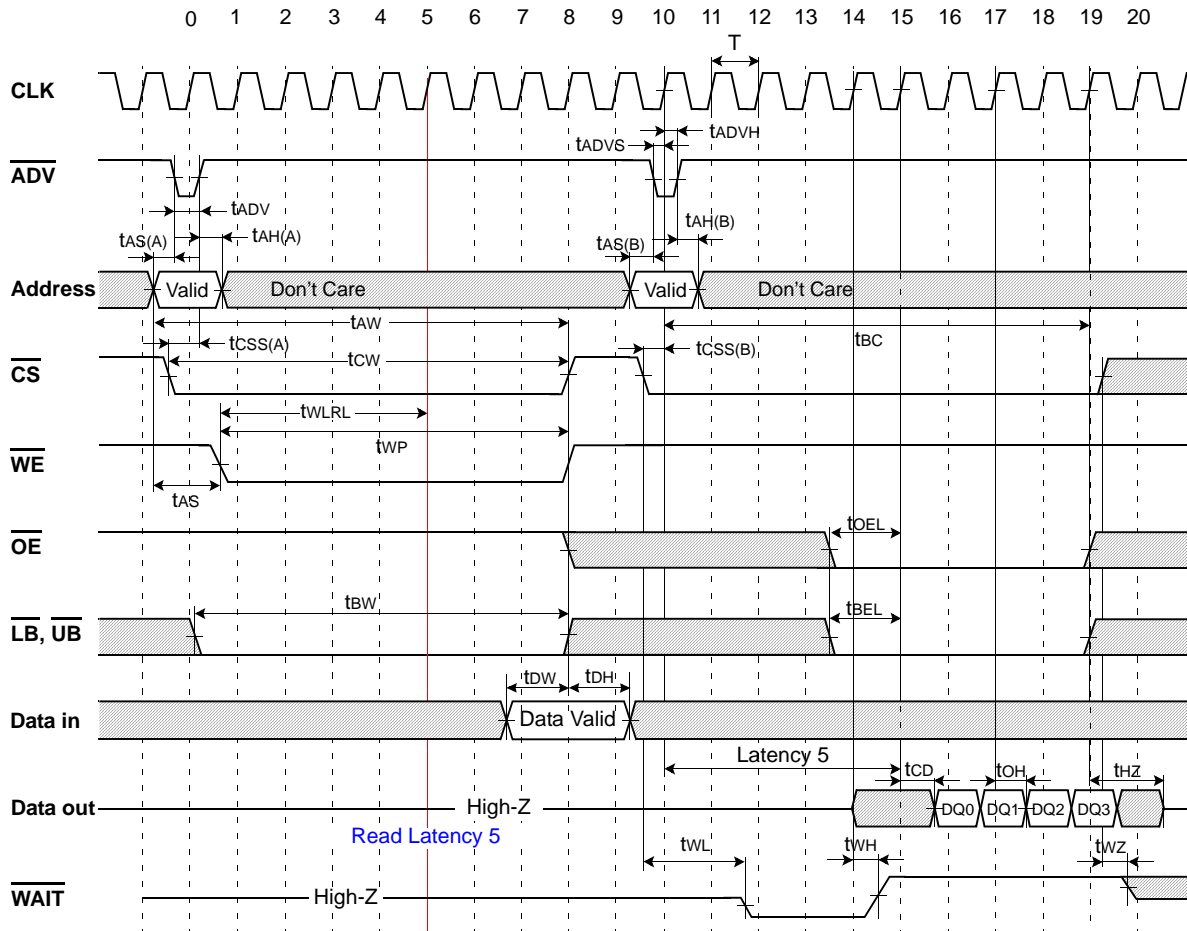 0 1 2 3 4 5 6 7 8 9 10 11 12 13 14 15 16 17 18 19 20
T
CLK
tADVH
tADVS
ADV
tADV
tAH(B)
tAH(A)
tAS(A)
tAS(B)
Address
Valid
Don't Care
Valid
Don't Care
tAW
tBC
tCSS(A)
tCSS(B)
tCW
CS
tWLRL
tWP
WE
tAS
tOEL
OE
tBW
tBEL
LB, UB
tDW
tDH
Data in
Data Valid
Latency 5
tCD
tOH
tHZ
Data out
High-Z
DQ0
DQ1
DQ2
DQ3
Read Latency 5
tWL
tWH
tWZ
WAIT
High-Z